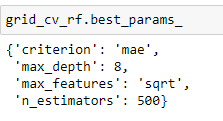 grid_cv_rf.best_params_
{'criterion': 'mae',
'max_depth': 8,
'max_features': 'sqrt',
'n_estimators': 500}